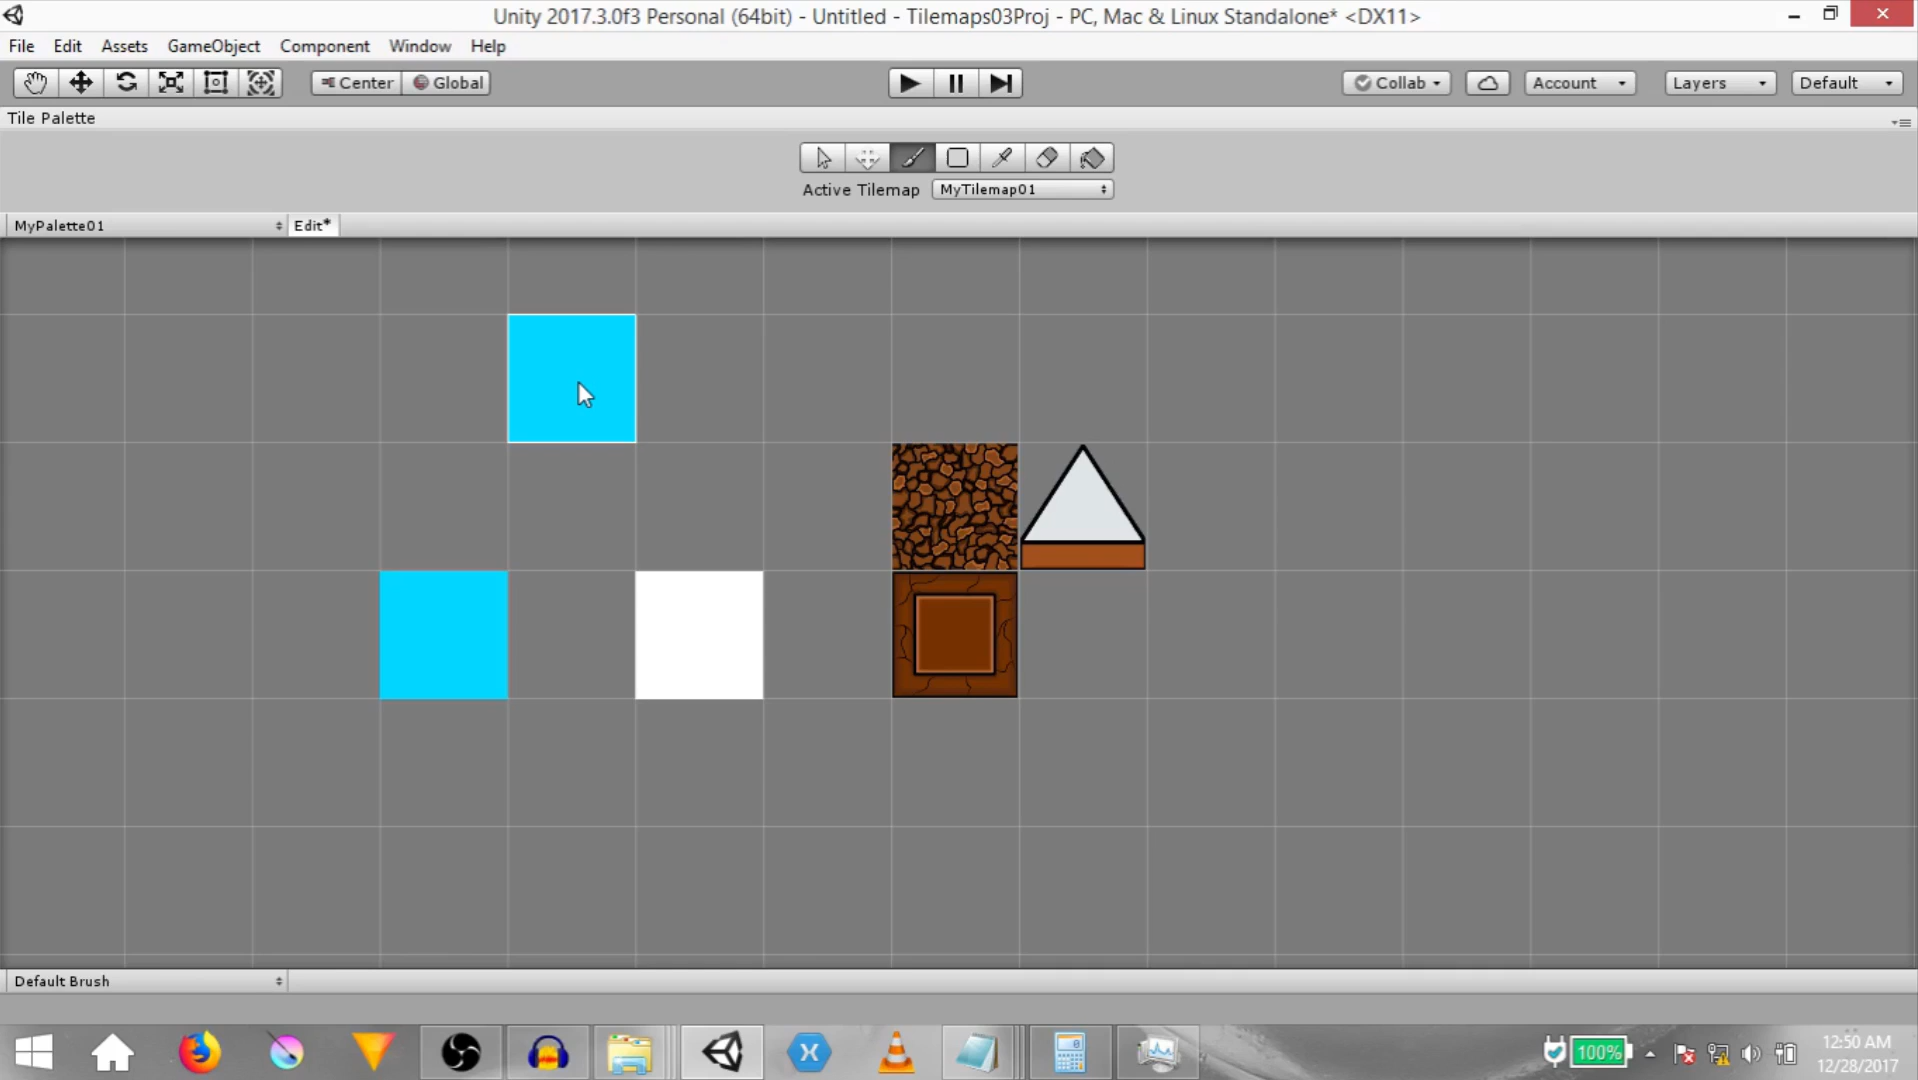 Unity 2017.3.0f3 Personal (64bit) - Untitled - Tilemaps03Proj - PC, Mac & Linux Standalone* <DX11>
File Edit Assets GameObject Component Window Help
Center Global Collab Account Layers Default
Tile Palette
Active Tilemap MyTilemap01
MyPalette01 Edit*
Default Brush
100%
12:50 AM
12/28/2017